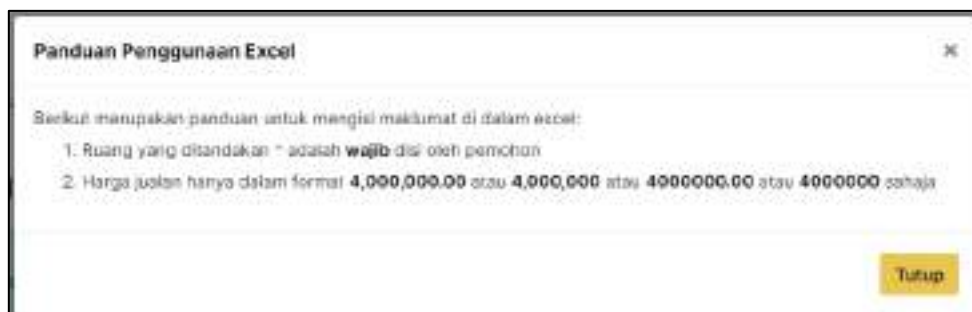 Panduan Penggunaan Excel
×
Berikut merupakan panduan untuk mengisi maklumat di dalam excel:
1. Ruang yang ditandakan * adalah wajib diisi oleh pemohon
2. Harga jualan hanya dalam format 4,000,000.00 atau 4,000,000 atau 4000000.00 atau 4000000 sahaja
Tutup